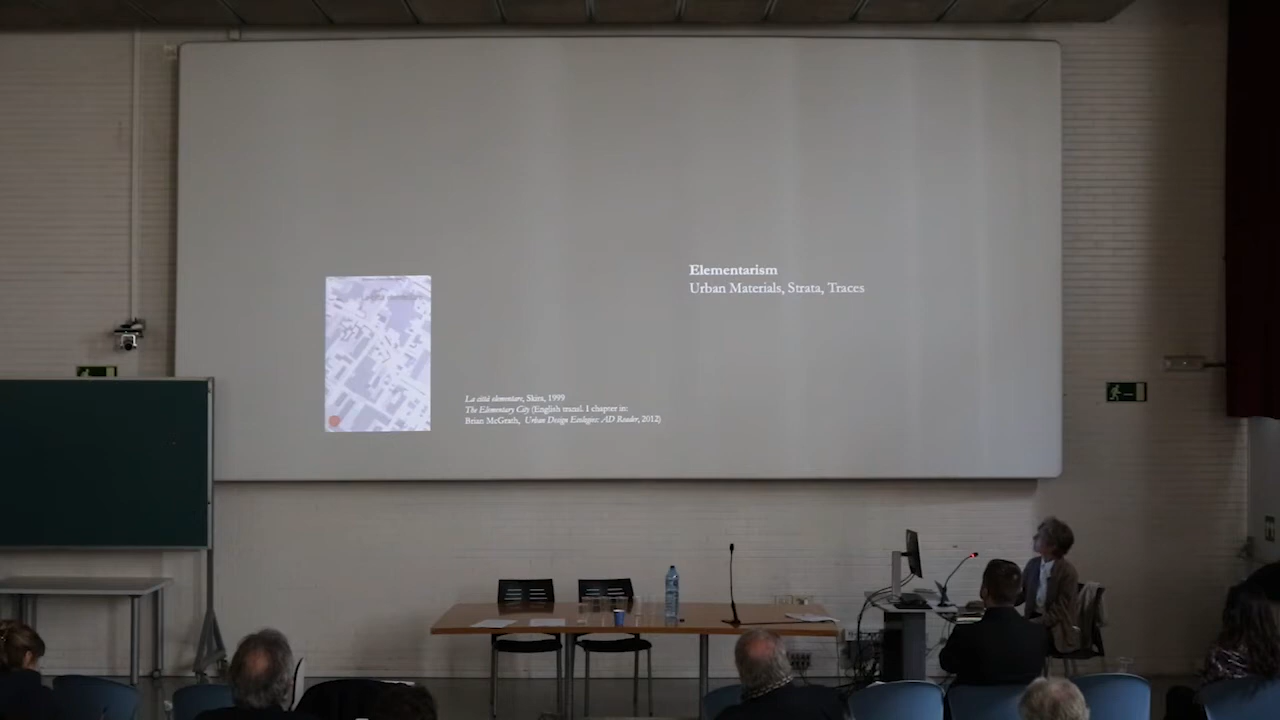 Elementarism
Urban Materials, Strata, Traces
La città elementare, Skira, 1999
The Elementary City (English transl. 1 chapter in:
Brian McGrath, Urban Design Ecologies: AD Reader, 2012)